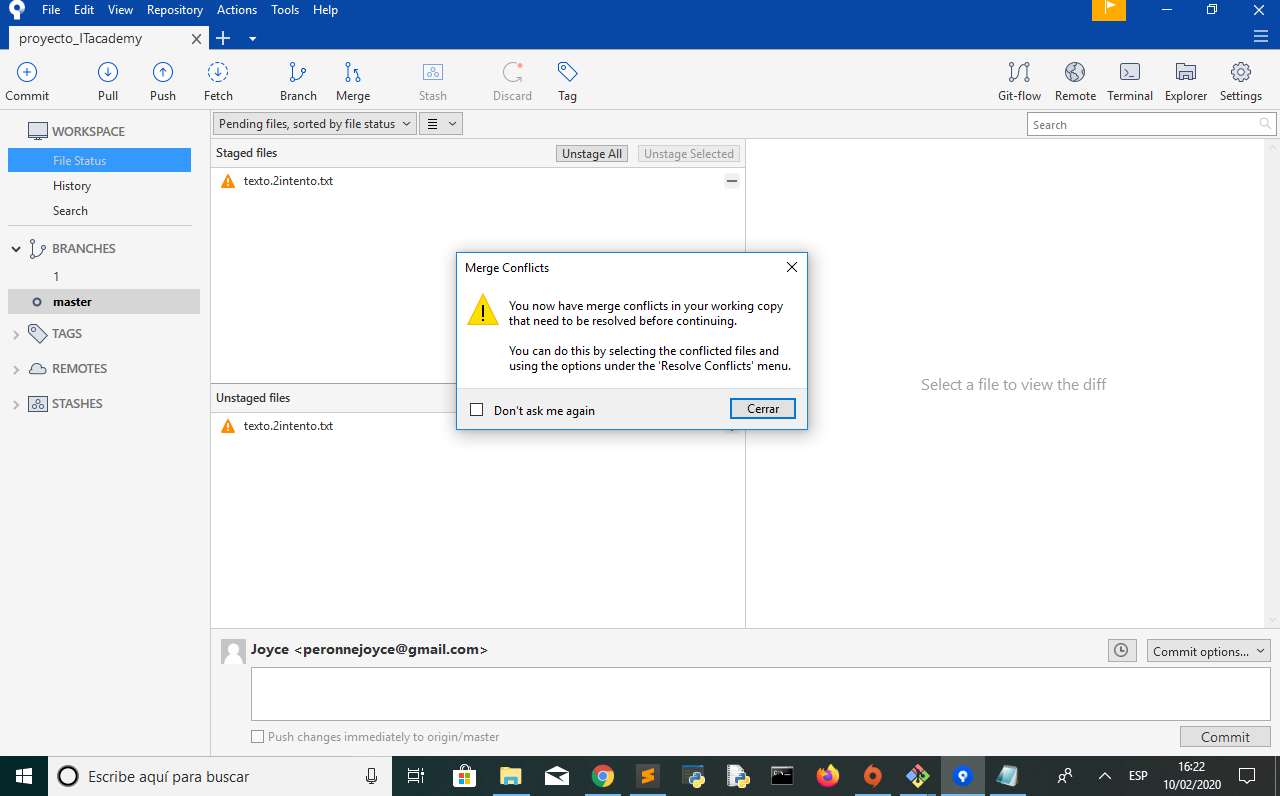 File Edit View Repository Actions Tools Help
proyecto_ITacademy
Commit Pull Push Fetch Branch Merge Stash Discard Tag Git-flow Remote Terminal Explorer Settings
WORKSPACE
File Status
History
Search
BRANCHES
1
master
TAGS
REMOTES
STASHES
Pending files, sorted by file status
Search
Staged files Unstage All Unstage Selected
texto.2intento.txt
Merge Conflicts
You now have merge conflicts in your working copy
that need to be resolved before continuing.
You can do this by selecting the conflicted files and
using the options under the 'Resolve Conflicts' menu.
Don't ask me again Cerrar
Unstaged files
texto.2intento.txt
Select a file to view the diff
Joyce <peronnejoyce@gmail.com>
Commit options...
Push changes immediately to origin/master
Commit
Escribe aquí para buscar
ESP
16:22
10/02/2020